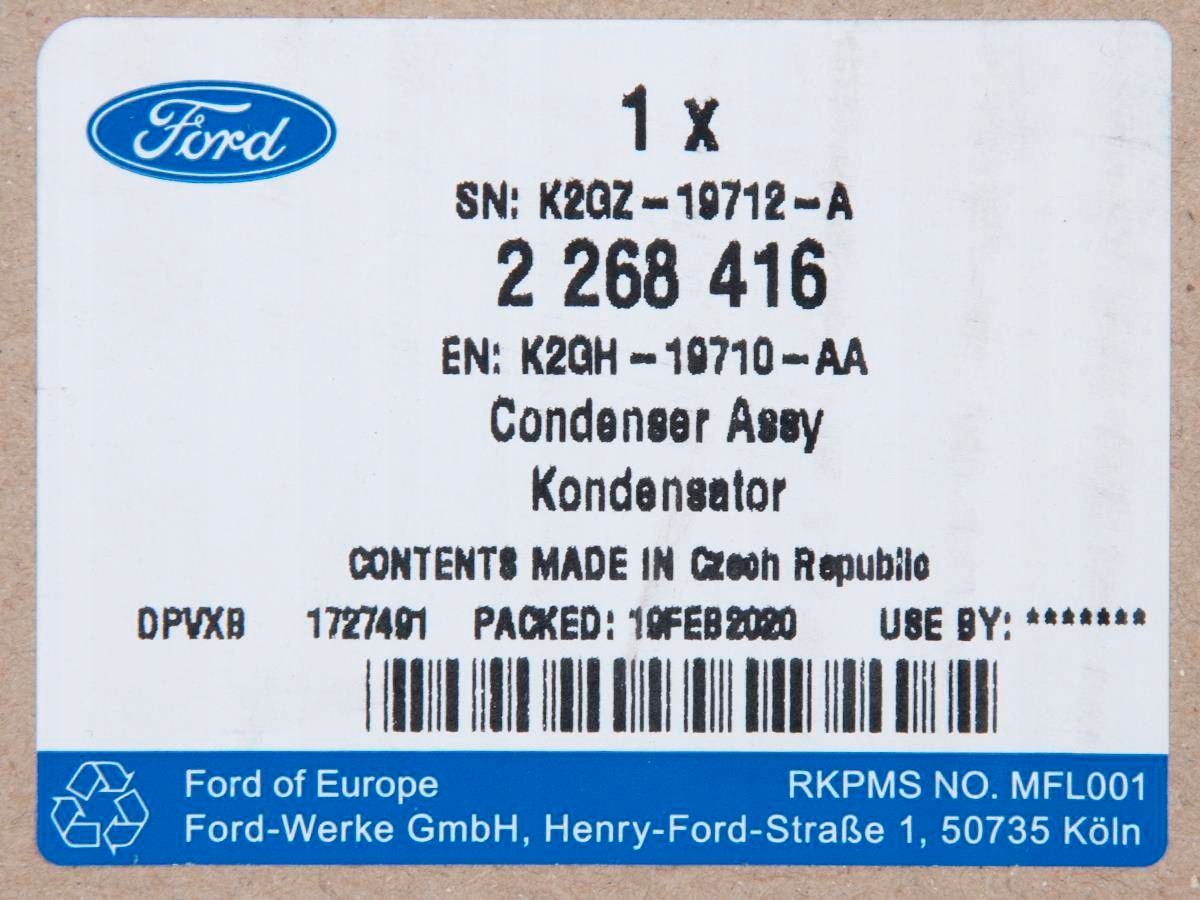 Ford
1 x
SN: K2GZ-19712-A
2 268 416
EN: K2GH-19710-AA
Condenser Assy
Kondensator
CONTENTS MADE IN Czech Republic
DPVXB 1727491 PACKED: 19FEB2020 USE BY: *******
Ford of Europe RKPMS NO. MFL001
Ford-Werke GmbH, Henry-Ford-Straße 1, 50735 Köln